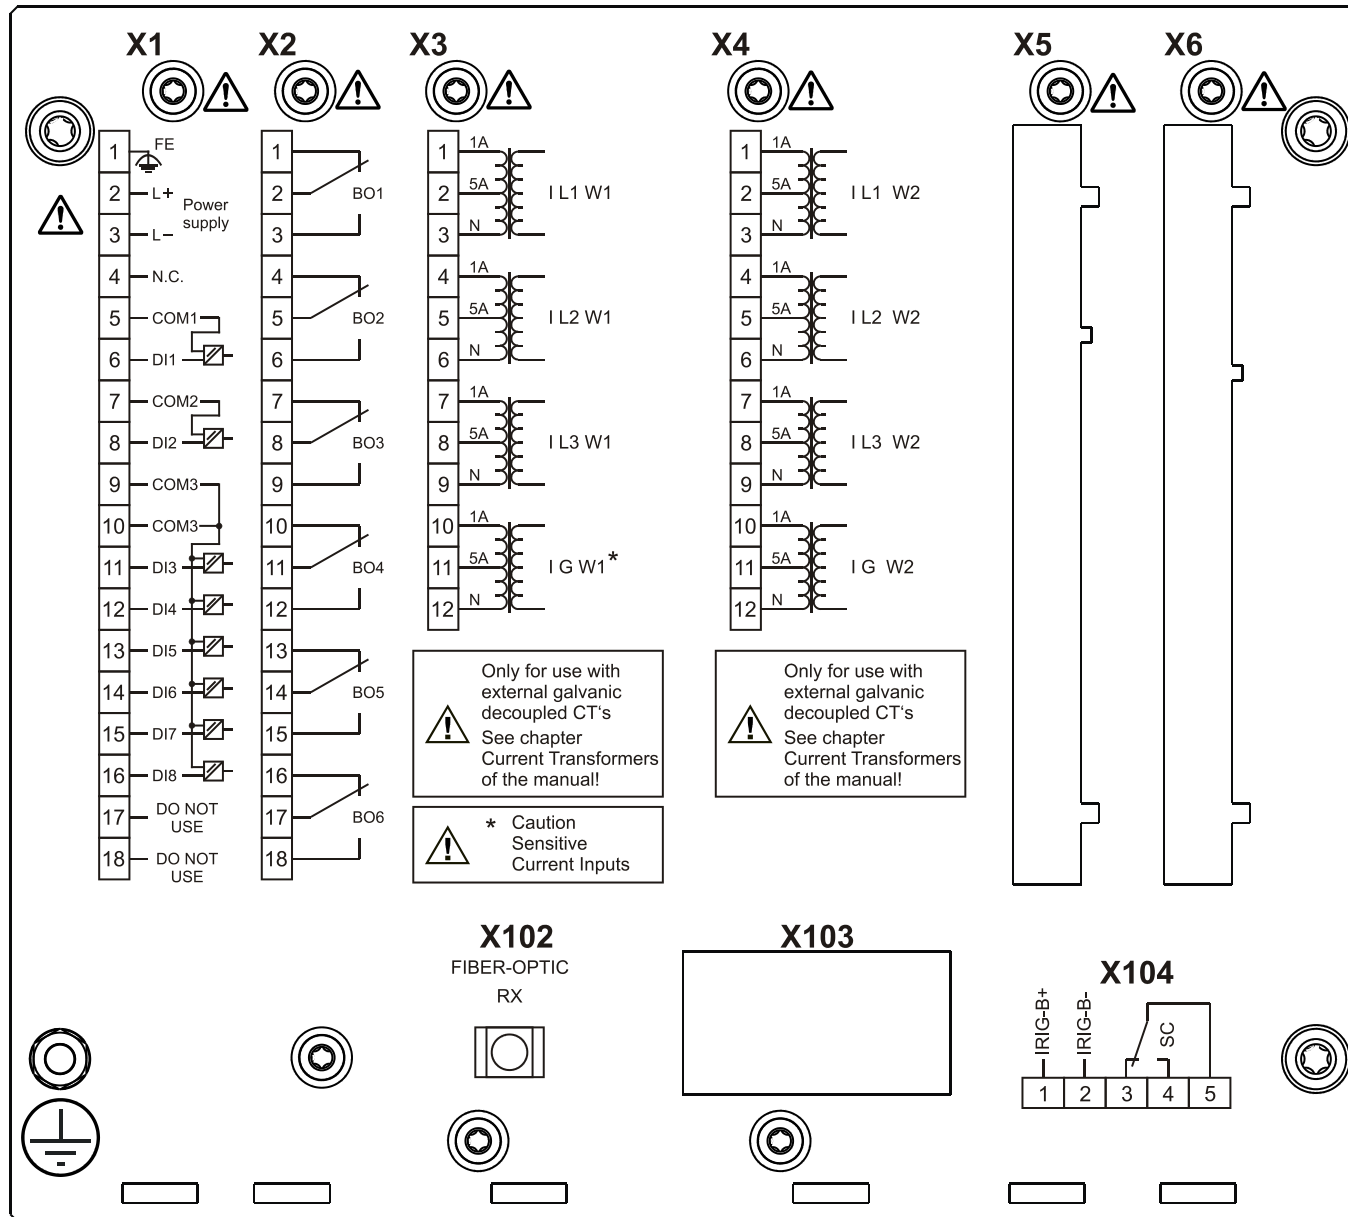 X1 X2 X3 X4 X5 X6
1 FE
2 L+
Power
supply
3 L–
4 N.C.
5 COM1
6 DI1
7 COM2
8 DI2
9 COM3
10 COM3
11 DI3
12 DI4
13 DI5
14 DI6
15 DI7
16 DI8
17 DO NOT
USE
18 DO NOT
USE
1
2 BO1
3
4
5 BO2
6
7
8 BO3
9
10
11 BO4
12
13
14 BO5
15
16
17 BO6
18
1 1A
2 5A I L1 W1
3 N
4 1A
5 5A I L2 W1
6 N
7 1A
8 5A I L3 W1
9 N
10 1A
11 5A I G W1*
12 N
Only for use with
external galvanic
decoupled CT‘s
See chapter
Current Transformers
of the manual!
* Caution
Sensitive
Current Inputs
1 1A
2 5A I L1 W2
3 N
4 1A
5 5A I L2 W2
6 N
7 1A
8 5A I L3 W2
9 N
10 1A
11 5A I G W2
12 N
Only for use with
external galvanic
decoupled CT‘s
See chapter
Current Transformers
of the manual!
X102
FIBER-OPTIC
RX
X103
X104
IRIG-B+
IRIG-B-
SC
1 2 3 4 5